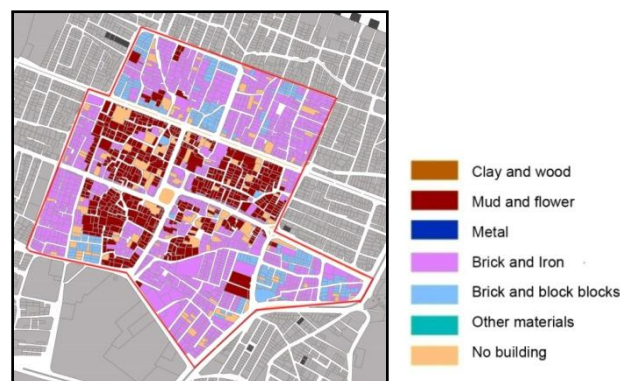 Clay and wood
Mud and flower
Metal
Brick and Iron
Brick and block blocks
Other materials
No building